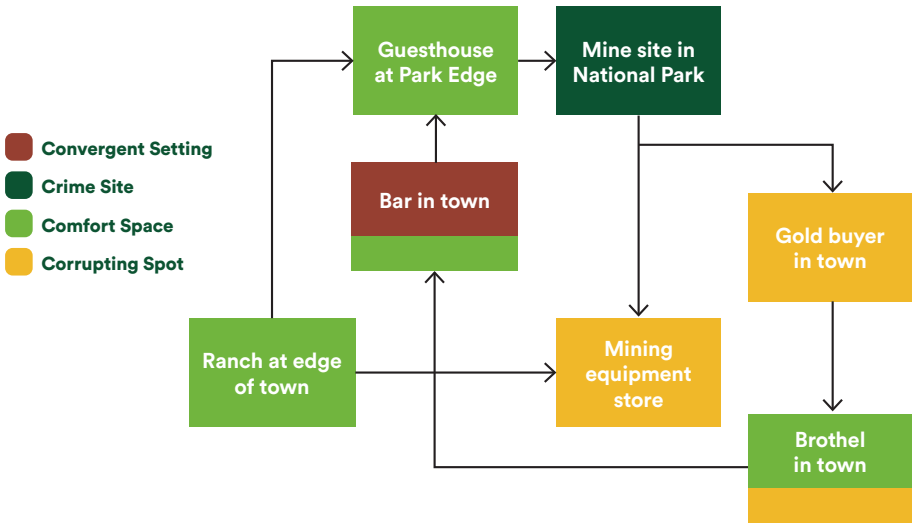 Guesthouse
at Park Edge
Mine site in
National Park
Convergent Setting
Crime Site
Comfort Space
Corrupting Spot
Bar in town
Gold buyer
in town
Ranch at edge
of town
Mining
equipment
store
Brothel
in town